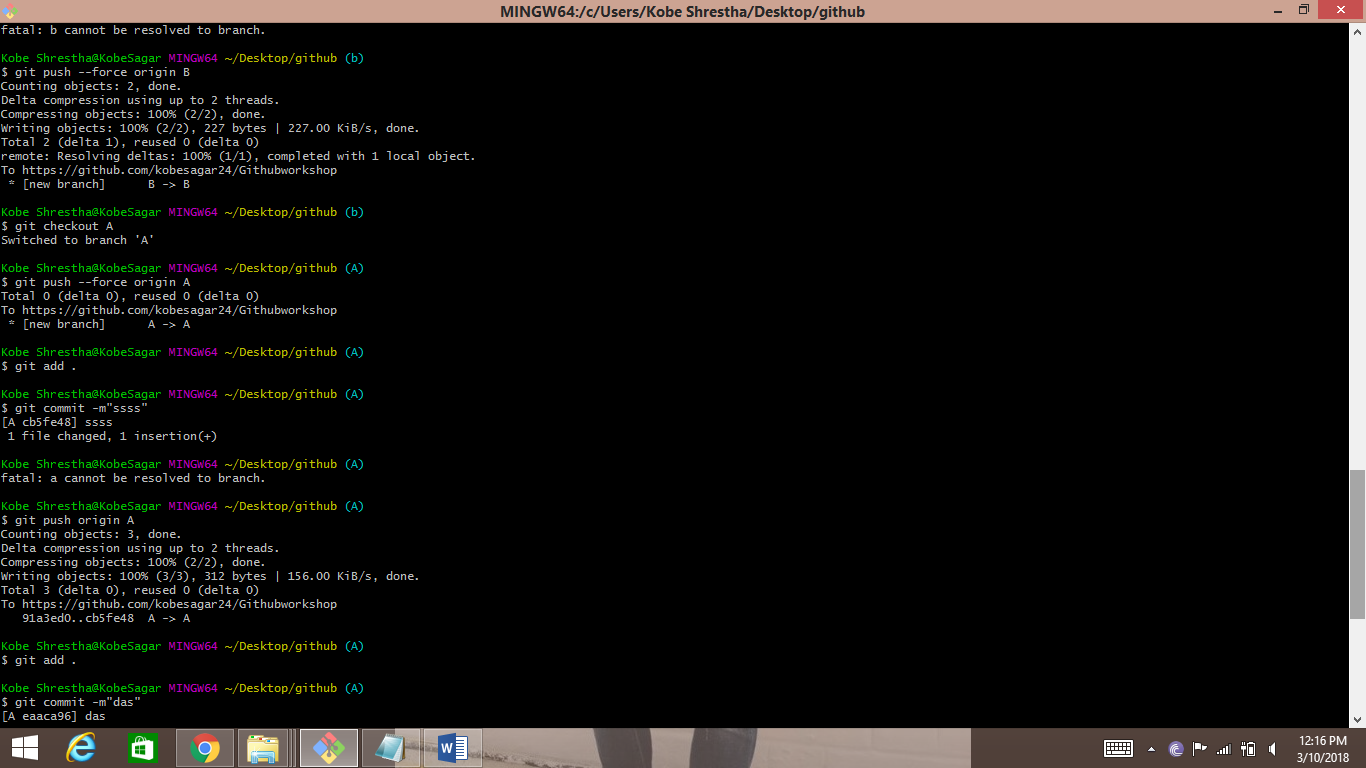 MINGW64:/c/Users/Kobe Shrestha/Desktop/github
fatal: b cannot be resolved to branch.
Kobe Shrestha@KobeSagar MINGW64 ~/Desktop/github (b)
$ git push --force origin B
Counting objects: 2, done.
Delta compression using up to 2 threads.
Compressing objects: 100% (2/2), done.
Writing objects: 100% (2/2), 227 bytes | 227.00 KiB/s, done.
Total 2 (delta 1), reused 0 (delta 0)
remote: Resolving deltas: 100% (1/1), completed with 1 local object.
To https://github.com/kobesagar24/Githubworkshop
 * [new branch]      B -> B
Kobe Shrestha@KobeSagar MINGW64 ~/Desktop/github (b)
$ git checkout A
Switched to branch 'A'
Kobe Shrestha@KobeSagar MINGW64 ~/Desktop/github (A)
$ git push --force origin A
Total 0 (delta 0), reused 0 (delta 0)
To https://github.com/kobesagar24/Githubworkshop
 * [new branch]      A -> A
Kobe Shrestha@KobeSagar MINGW64 ~/Desktop/github (A)
$ git add .
Kobe Shrestha@KobeSagar MINGW64 ~/Desktop/github (A)
$ git commit -m"ssss"
[A cb5fe48] ssss
 1 file changed, 1 insertion(+)
Kobe Shrestha@KobeSagar MINGW64 ~/Desktop/github (A)
fatal: a cannot be resolved to branch.
Kobe Shrestha@KobeSagar MINGW64 ~/Desktop/github (A)
$ git push origin A
Counting objects: 3, done.
Delta compression using up to 2 threads.
Compressing objects: 100% (2/2), done.
Writing objects: 100% (3/3), 312 bytes | 156.00 KiB/s, done.
Total 3 (delta 0), reused 0 (delta 0)
To https://github.com/kobesagar24/Githubworkshop
   91a3ed0..cb5fe48  A -> A
Kobe Shrestha@KobeSagar MINGW64 ~/Desktop/github (A)
$ git add .
Kobe Shrestha@KobeSagar MINGW64 ~/Desktop/github (A)
$ git commit -m"das"
[A eaaca96] das
12:16 PM
3/10/2018